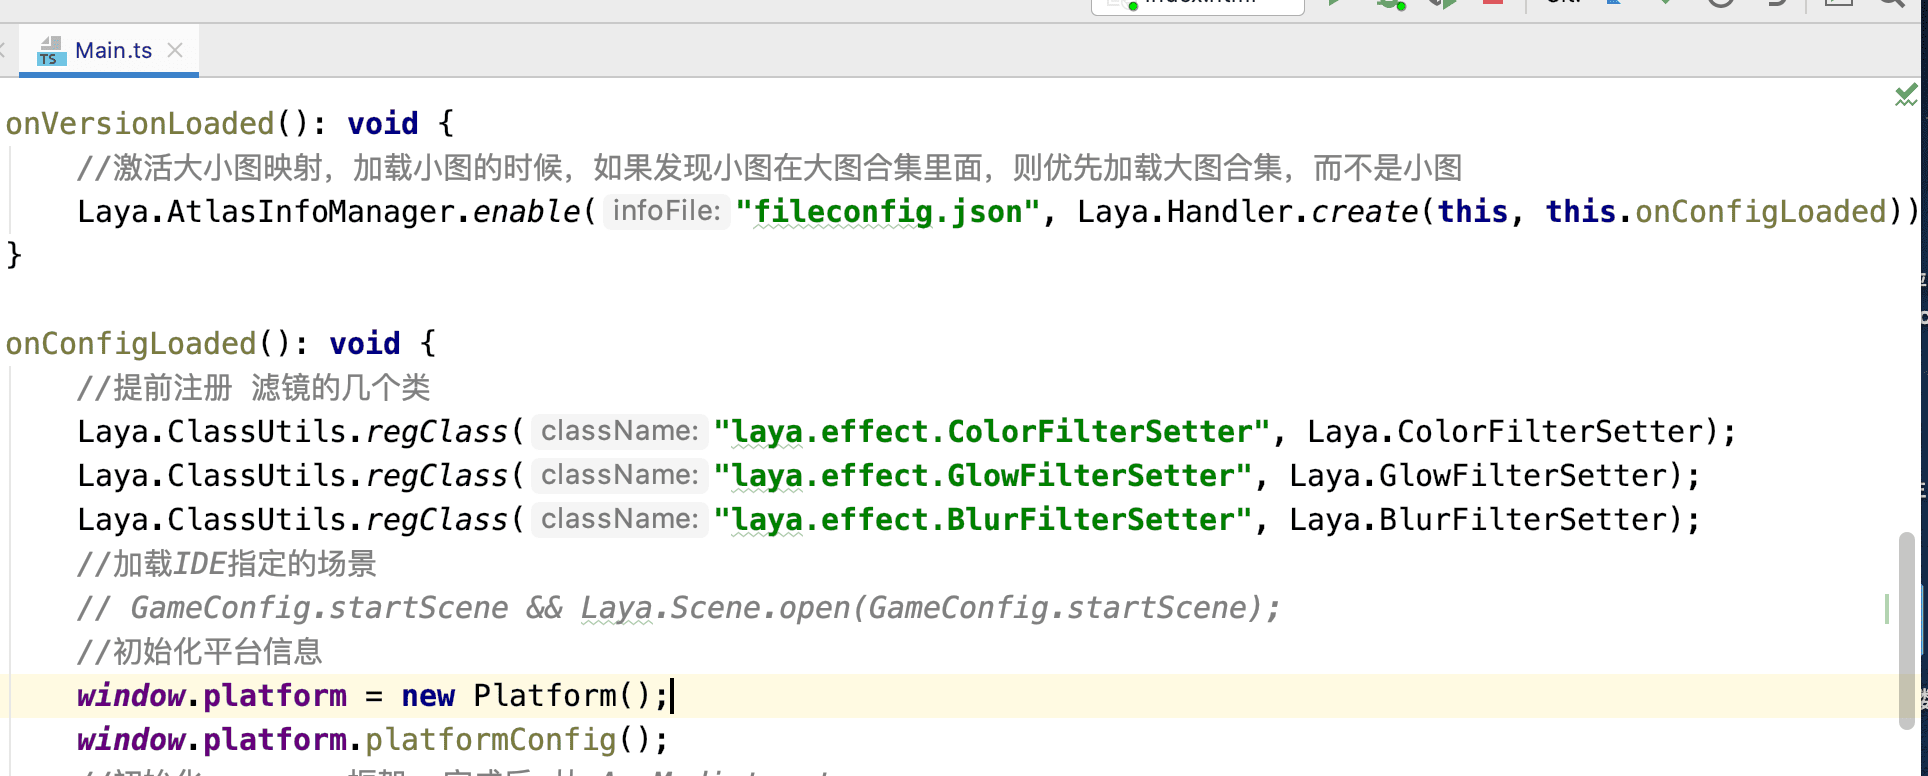 index.html
Git:
TS Main.ts
onVersionLoaded(): void {
//激活大小图映射，加载小图的时候，如果发现小图在大图合集里面，则优先加载大图合集，而不是小图
Laya.AtlasInfoManager.enable( infoFile: "fileconfig.json", Laya.Handler.create(this, this.onConfigLoaded))
}
onConfigLoaded(): void {
//提前注册 滤镜的几个类
Laya.ClassUtils.regClass( className: "laya.effect.ColorFilterSetter", Laya.ColorFilterSetter);
Laya.ClassUtils.regClass( className: "laya.effect.GlowFilterSetter", Laya.GlowFilterSetter);
Laya.ClassUtils.regClass( className: "laya.effect.BlurFilterSetter", Laya.BlurFilterSetter);
//加载IDE指定的场景
// GameConfig.startScene && Laya.Scene.open(GameConfig.startScene);
//初始化平台信息
window.platform = new Platform();
window.platform.platformConfig();